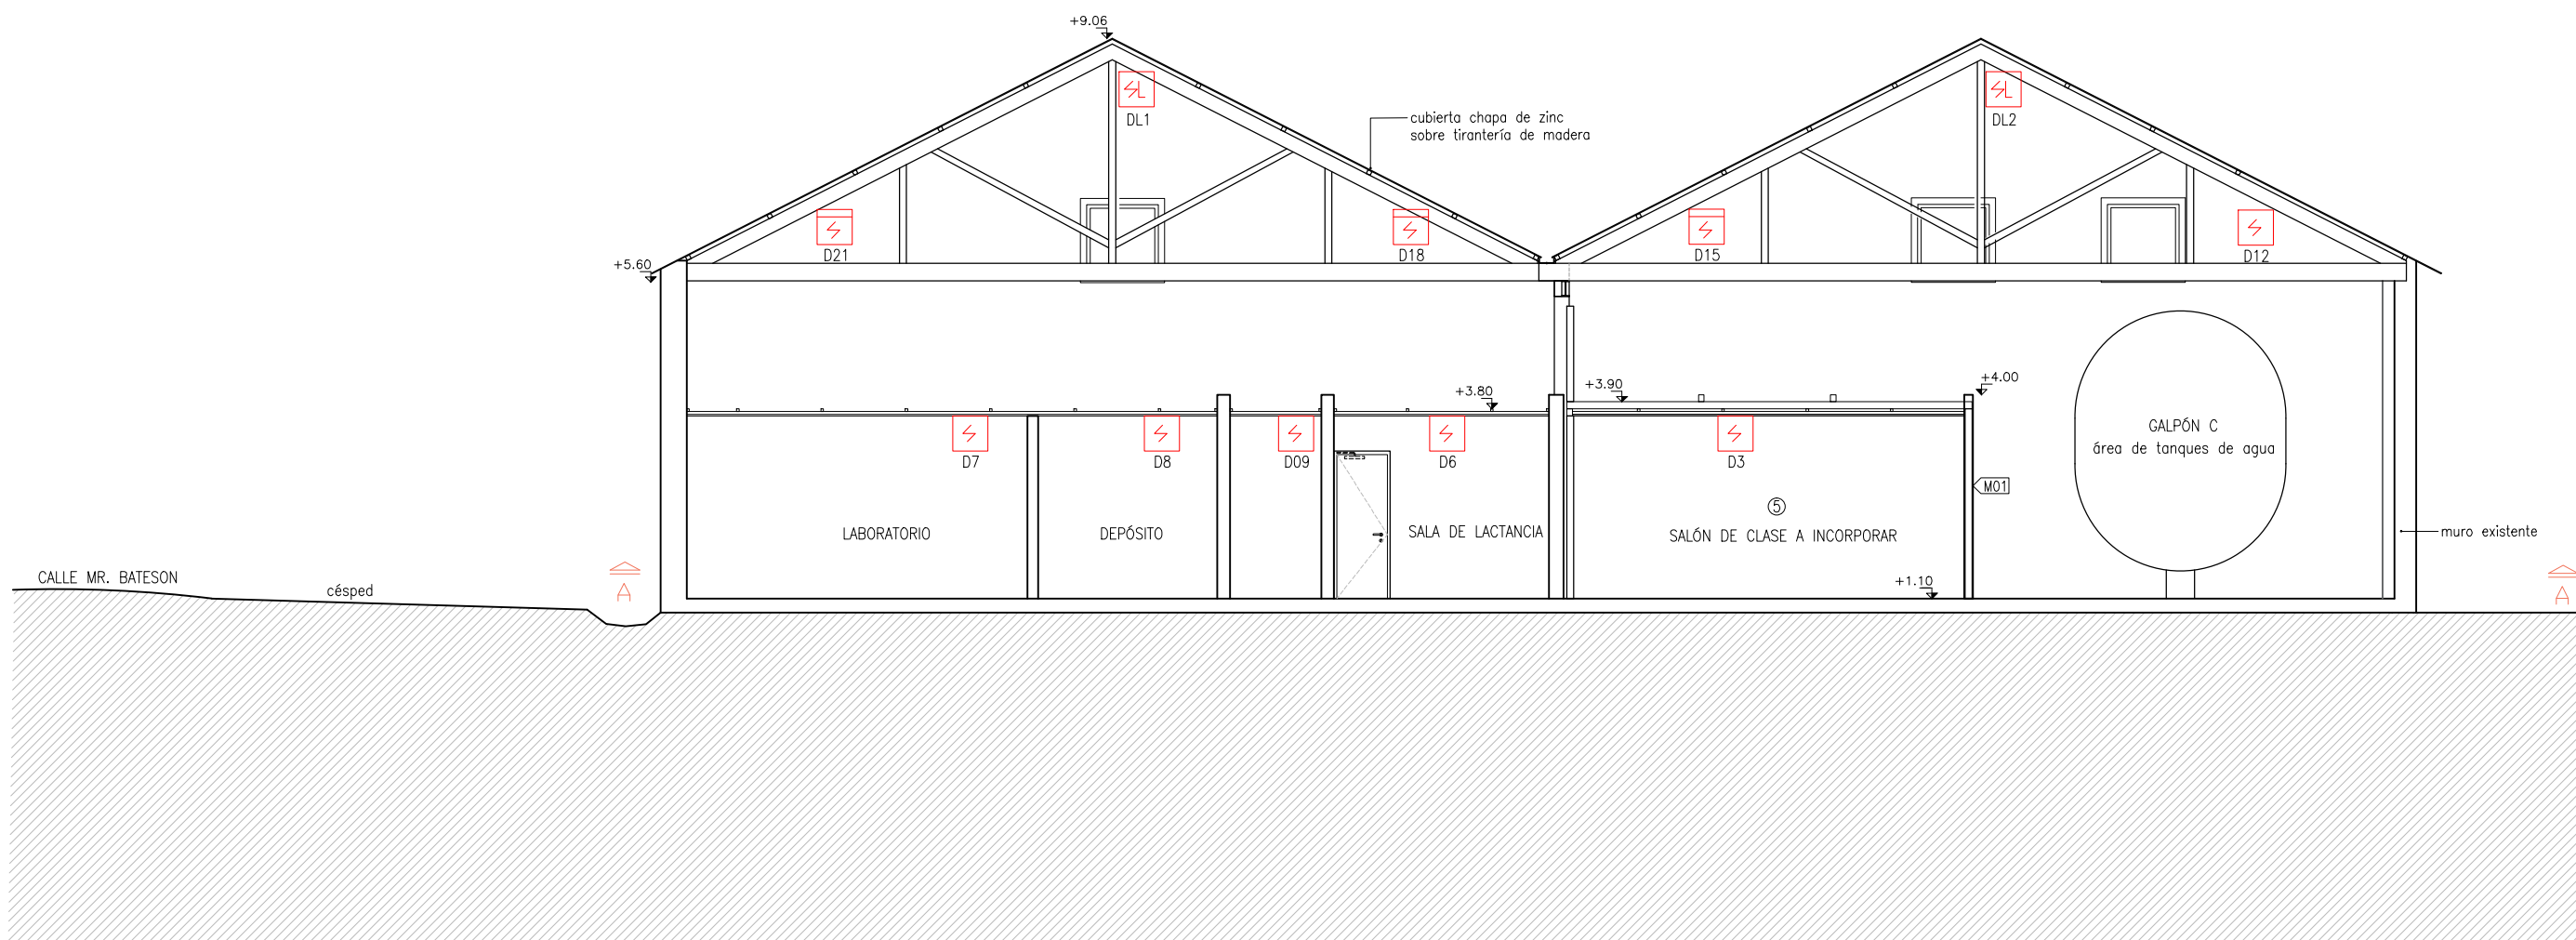 +9.06
DL1
DL2
cubierta chapa de zinc
sobre tirantería de madera
D21
D18
D15
D12
+5.60
+3.80
+3.90
+4.00
GALPÓN C
área de tanques de agua
D7
D8
D09
D6
D3
M01
5
LABORATORIO
DEPÓSITO
SALA DE LACTANCIA
SALÓN DE CLASE A INCORPORAR
muro existente
CALLE MR. BATESON
césped
A
+1.10
A